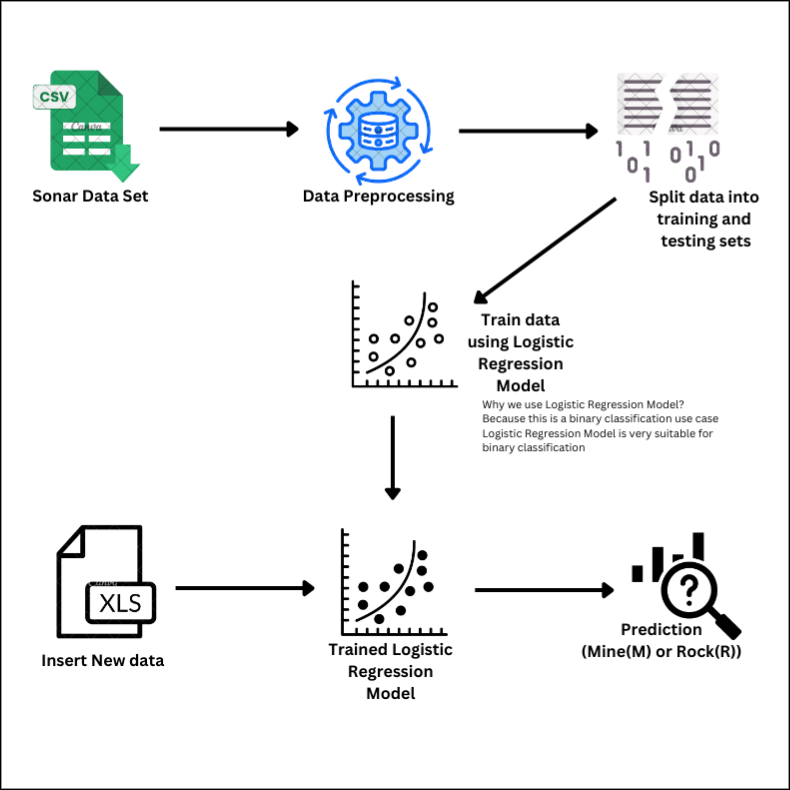 CSV
Canva
Sonar Data Set
Data Preprocessing
1 1 0 1 0
0 1 0 0
Split data into
training and
testing sets
Train data
using Logistic
Regression
Model
Why we use Logistic Regression Model?
Because this is a binary classification use case
Logistic Regression Model is very suitable for
binary classification
XLS
Insert New data
Trained Logistic
Regression
Model
?
Prediction
(Mine(M) or Rock(R))